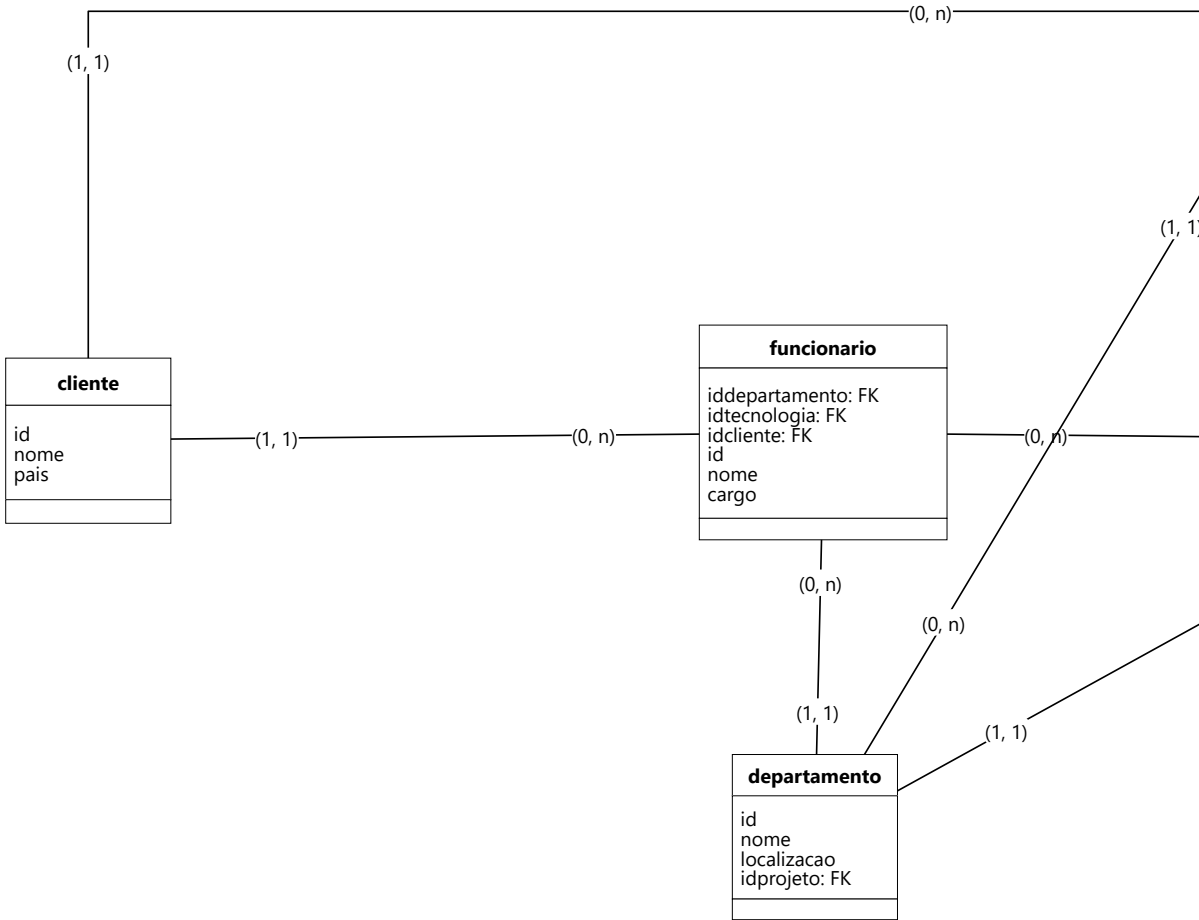 (0, n)
(1, 1)
(1, 1)
funcionario
iddepartamento: FK
idtecnologia: FK
idcliente: FK
id
nome
cargo
cliente
id
nome
pais
(1, 1)
(0, n)
(0, n)
(0, n)
(0, n)
(1, 1)
(1, 1)
departamento
id
nome
localizacao
idprojeto: FK